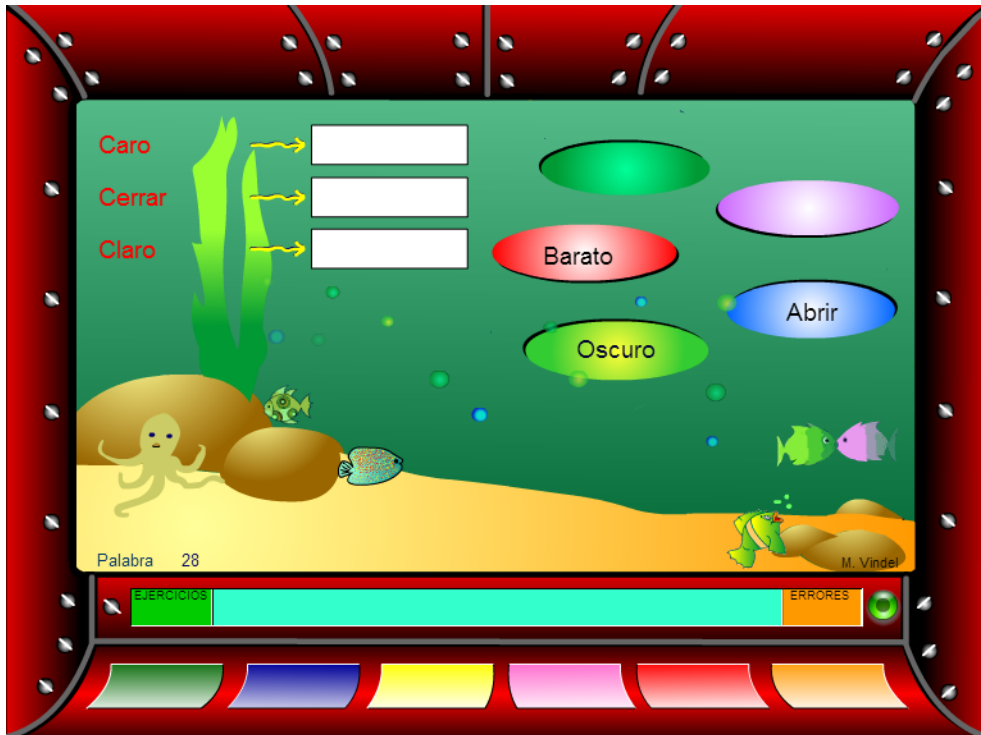 Caro
Cerrar
Claro
Barato
Abrir
Oscuro
Palabra 28
M. Vindel
EJERCICIOS
ERRORES